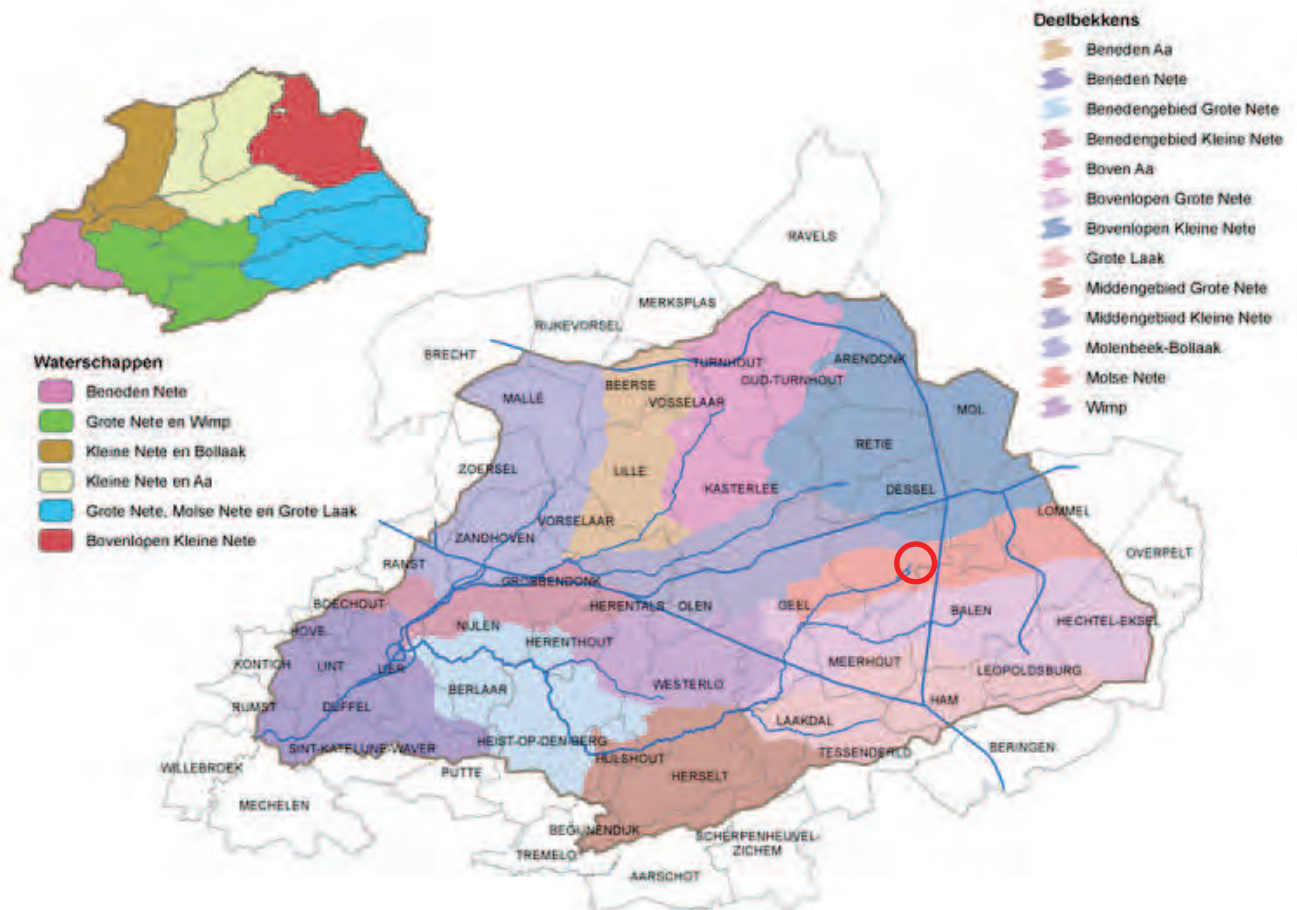 Deelbekkens
Beneden Aa
Beneden Nete
Benedengebied Grote Nete
Benedengebied Kleine Nete
Boven Aa
Bovenlopen Grote Nete
Bovenlopen Kleine Nete
Grote Laak
Middengebied Grote Nete
Middengebied Kleine Nete
Molenbeek-Bollaak
Molse Nete
Wimp
Waterschappen
Beneden Nete
Grote Nete en Wimp
Kleine Nete en Bollaak
Kleine Nete en Aa
Grote Nete, Molse Nete en Grote Laak
Bovenlopen Kleine Nete
RAVELS
MERKSPLAS
RIJKEVORSEL
BRECHT
TURNHOUT
ARENDONK
BEERSE
OUD-TURNHOUT
MALLE
VOSSELAAR
MOL
RETIE
ZOERSEL
LILLE
KASTERLEE
DESSEL
LOMMEL
VORSELAAR
ZANDHOVEN
OVERPELT
RANST
GROBBENDONK
BOECHOUT
HERENTALS
OLEN
GEEL
BALEN
HECHTEL-EKSEL
HOVE
NIJLEN
HERENTHOUT
KONTICH
LINT
LIER
MEERHOUT
LEOPOLDSBURG
BERLAAR
WESTERLO
RUMST
DUFFEL
HAM
LAAKDAL
SINT-KATELIJNE-WAVER
HEIST-OP-DEN-BERG
HULSHOUT
TESSENDERLO
BERINGEN
WILLEBROEK
PUTTE
HERSELT
MECHELEN
BEGIJNENDIJK
SCHERPENHEUVEL-
ZICHEM
TREMELO
AARSCHOT